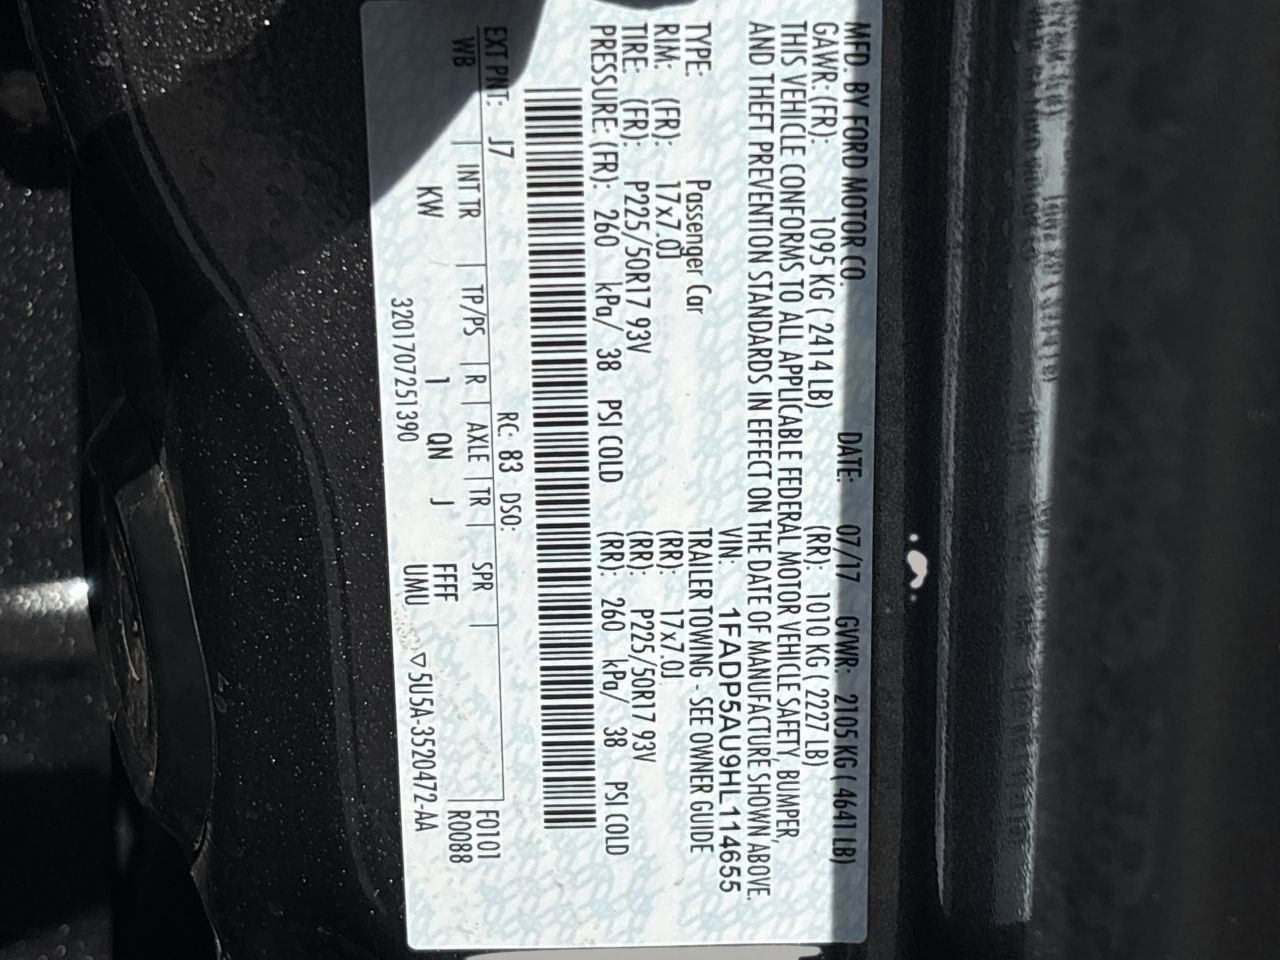 MFD. BY FORD MOTOR CO. DATE: 07/17 GVWR: 2105 KG ( 4641 LB)
GAWR: (FR): 1095 KG ( 2414 LB) (RR): 1010 KG ( 2227 LB)
THIS VEHICLE CONFORMS TO ALL APPLICABLE FEDERAL MOTOR VEHICLE SAFETY, BUMPER,
AND THEFT PREVENTION STANDARDS IN EFFECT ON THE DATE OF MANUFACTURE SHOWN ABOVE.
VIN: 1FADP5AU9HL114655
TYPE: Passenger Car TRAILER TOWING - SEE OWNER GUIDE
RIM: (FR): 17x7.0J (RR): 17x7.0J
TIRE: (FR): P225/50R17 93V (RR): P225/50R17 93V
PRESSURE: (FR): 260 kPa/ 38 PSI COLD (RR): 260 kPa/ 38 PSI COLD
EXT PNT: J7 RC: 83 DSO: F0101
WB | INT TR | TP/PS | R | AXLE | TR | SPR | R0088
KW 1 QN J FFFF
3201707251390 UMU ▽5U5A-3520472-AA